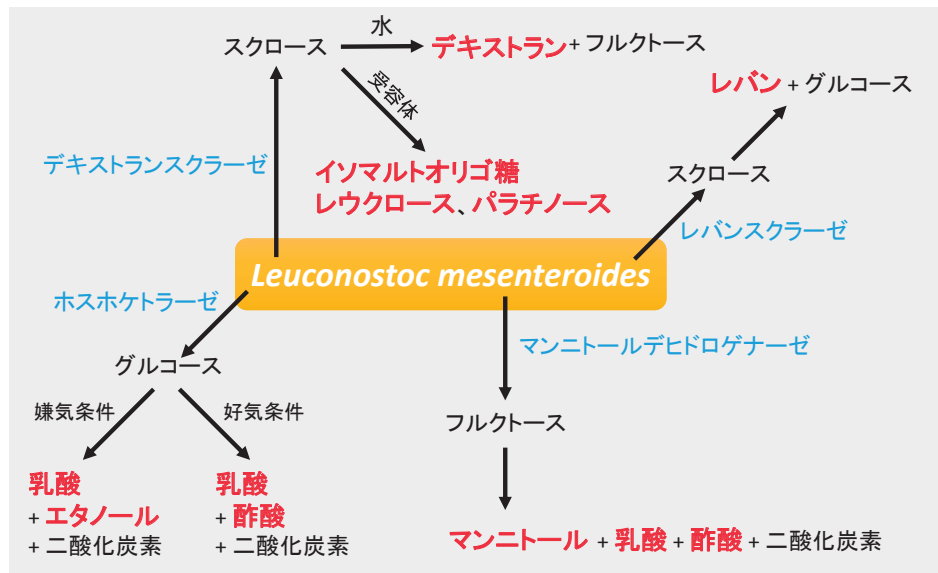 スクロース
水
デキストラン + フルクトース
受容体
レバン + グルコース
デキストランスクラーゼ
イソマルトオリゴ糖
レウクロース、パラチノース
スクロース
レバンスクラーゼ
Leuconostoc mesenteroides
ホスホケトラーゼ
マンニトールデヒドロゲナーゼ
グルコース
嫌気条件
好気条件
フルクトース
乳酸
+ エタノール
+ 二酸化炭素
乳酸
+ 酢酸
+ 二酸化炭素
マンニトール + 乳酸 + 酢酸 + 二酸化炭素